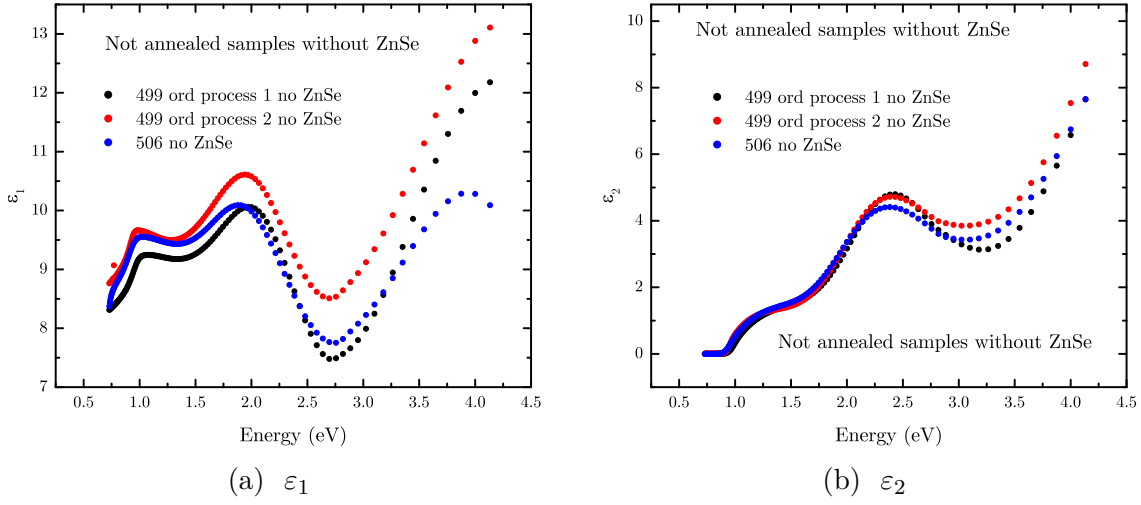 Not annealed samples without ZnSe
499 ord process 1 no ZnSe
499 ord process 2 no ZnSe
506 no ZnSe
13
12
11
10
9
8
7
ε₁
0.5 1.0 1.5 2.0 2.5 3.0 3.5 4.0 4.5
Energy (eV)
(a) ε₁
Not annealed samples without ZnSe
499 ord process 1 no ZnSe
499 ord process 2 no ZnSe
506 no ZnSe
Not annealed samples without ZnSe
10
8
6
4
2
0
ε₂
0.5 1.0 1.5 2.0 2.5 3.0 3.5 4.0 4.5
Energy (eV)
(b) ε₂